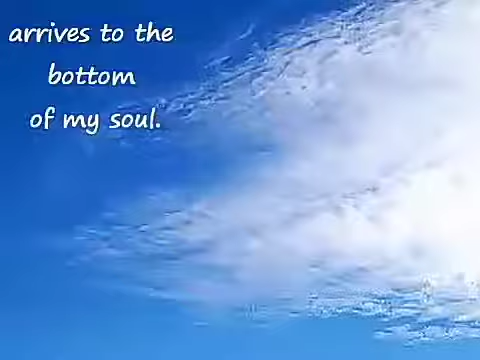 arrives to the
bottom
of my soul.